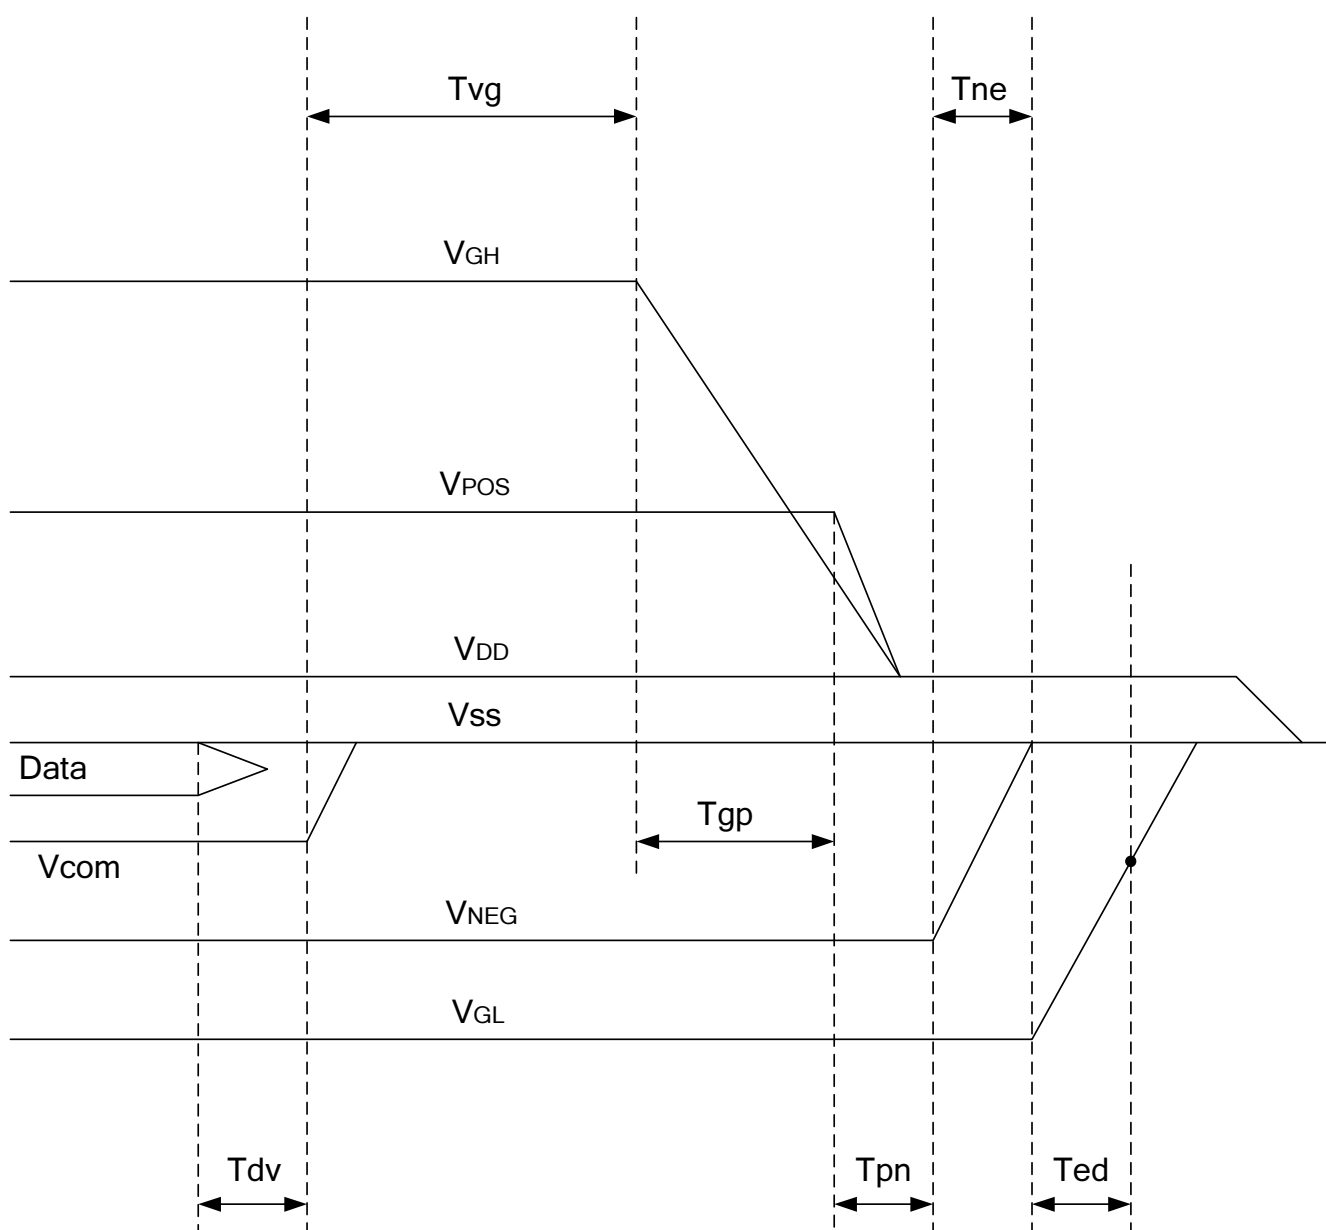 Tvg
Tne
VGH
VPOS
VDD
Vss
Data
Tgp
Vcom
VNEG
VGL
Tdv
Tpn
Ted